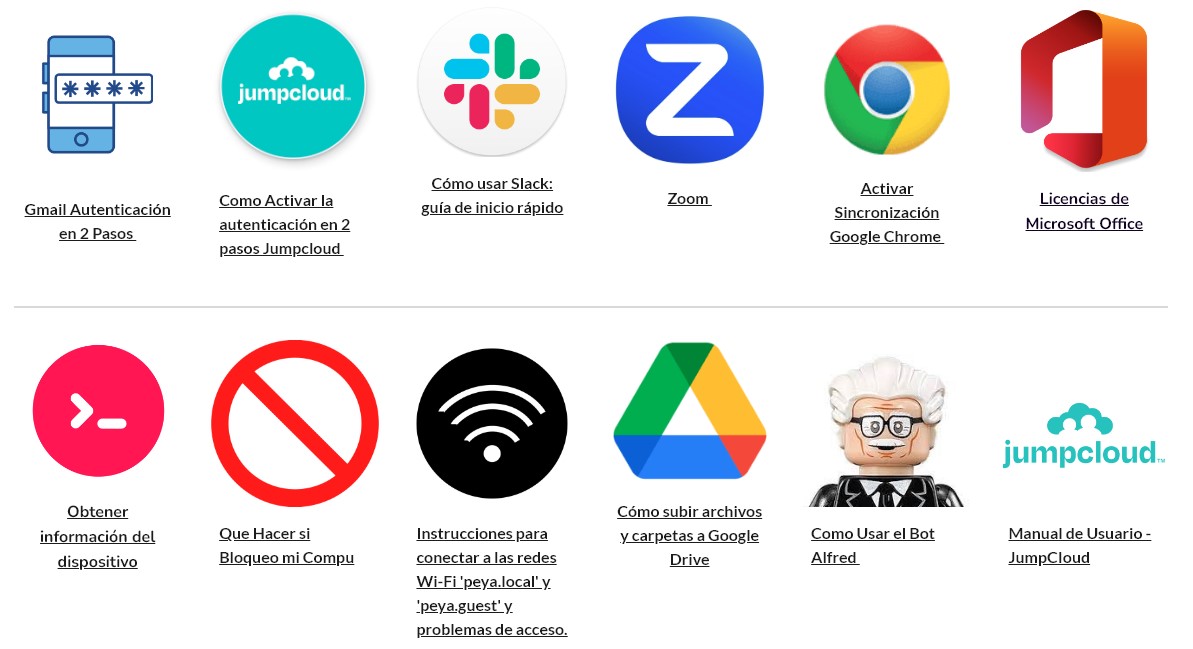 * * * *
jumpcloud™
Gmail Autenticación
en 2 Pasos
Como Activar la
autenticación en 2
pasos Jumpcloud
Cómo usar Slack:
guía de inicio rápido
Zoom
Activar
Sincronización
Google Chrome
Licencias de
Microsoft Office
>_
jumpcloud™
Obtener
información del
dispositivo
Que Hacer si
Bloqueo mi Compu
Instrucciones para
conectar a las redes
Wi-Fi 'peya.local' y
'peya.guest' y
problemas de acceso.
Cómo subir archivos
y carpetas a Google
Drive
Como Usar el Bot
Alfred
Manual de Usuario -
JumpCloud